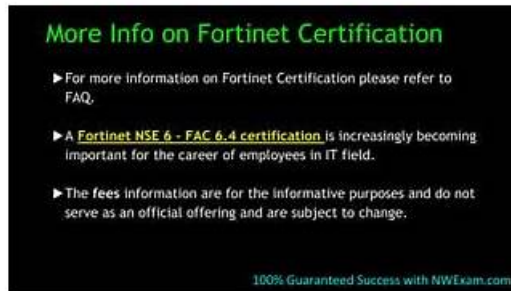 More Info on Fortinet Certification
►For more information on Fortinet Certification please refer to
FAQ.
►A Fortinet NSE 6 - FAC 6.4 certification is increasingly becoming
important for the career of employees in IT field.
►The fees information are for the informative purposes and do not
serve as an official offering and are subject to change.
100% Guaranteed Success with NWExam.com